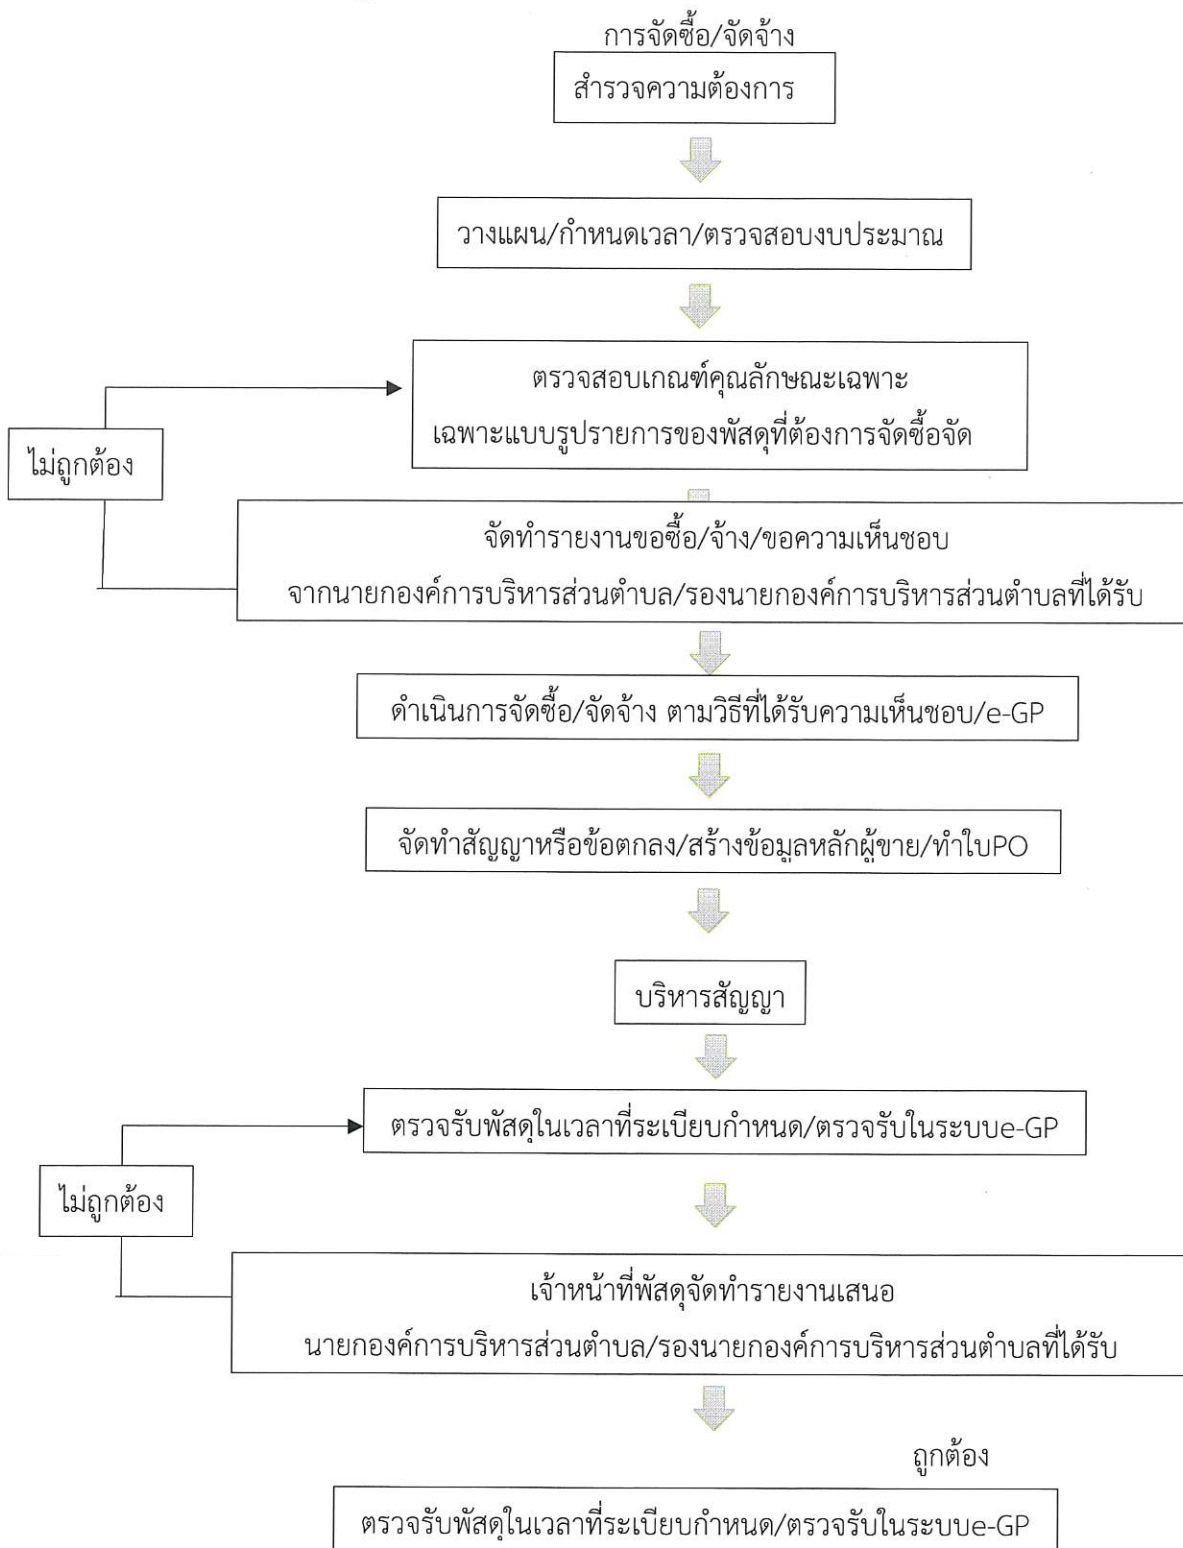 การจัดซื้อ/จัดจ้าง
สำรวจความต้องการ
วางแผน/กำหนดเวลา/ตรวจสอบงบประมาณ
ตรวจสอบเกณฑ์คุณลักษณะเฉพาะ
เฉพาะแบบรูปรายการของพัสดุที่ต้องการจัดซื้อจัด
ไม่ถูกต้อง
จัดทำรายงานขอซื้อ/จ้าง/ขอความเห็นชอบ
จากนายกองค์การบริหารส่วนตำบล/รองนายกองค์การบริหารส่วนตำบลที่ได้รับ
ดำเนินการจัดซื้อ/จัดจ้าง ตามวิธีที่ได้รับความเห็นชอบ/e-GP
จัดทำสัญญาหรือข้อตกลง/สร้างข้อมูลหลักผู้ขาย/ทำใบPO
บริหารสัญญา
ตรวจรับพัสดุในเวลาที่ระเบียบกำหนด/ตรวจรับในระบบe-GP
ไม่ถูกต้อง
เจ้าหน้าที่พัสดุจัดทำรายงานเสนอ
นายกองค์การบริหารส่วนตำบล/รองนายกองค์การบริหารส่วนตำบลที่ได้รับ
ถูกต้อง
ตรวจรับพัสดุในเวลาที่ระเบียบกำหนด/ตรวจรับในระบบe-GP